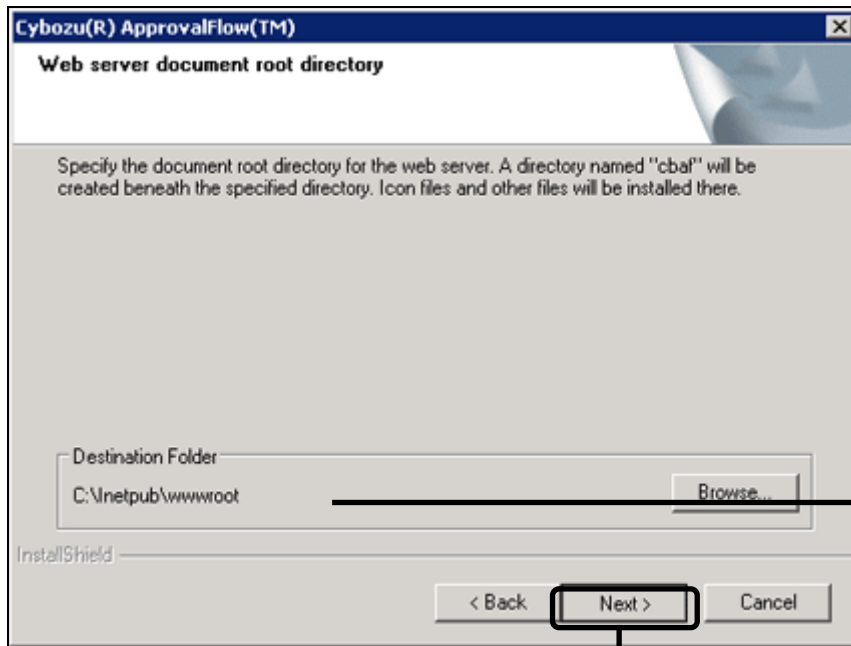 Cybozu(R) ApprovalFlow(TM)
Web server document root directory
Specify the document root directory for the web server. A directory named "cbaf" will be
created beneath the specified directory. Icon files and other files will be installed there.
Destination Folder
C:\Inetpub\wwwroot
Browse...
InstallShield
< Back
Next >
Cancel